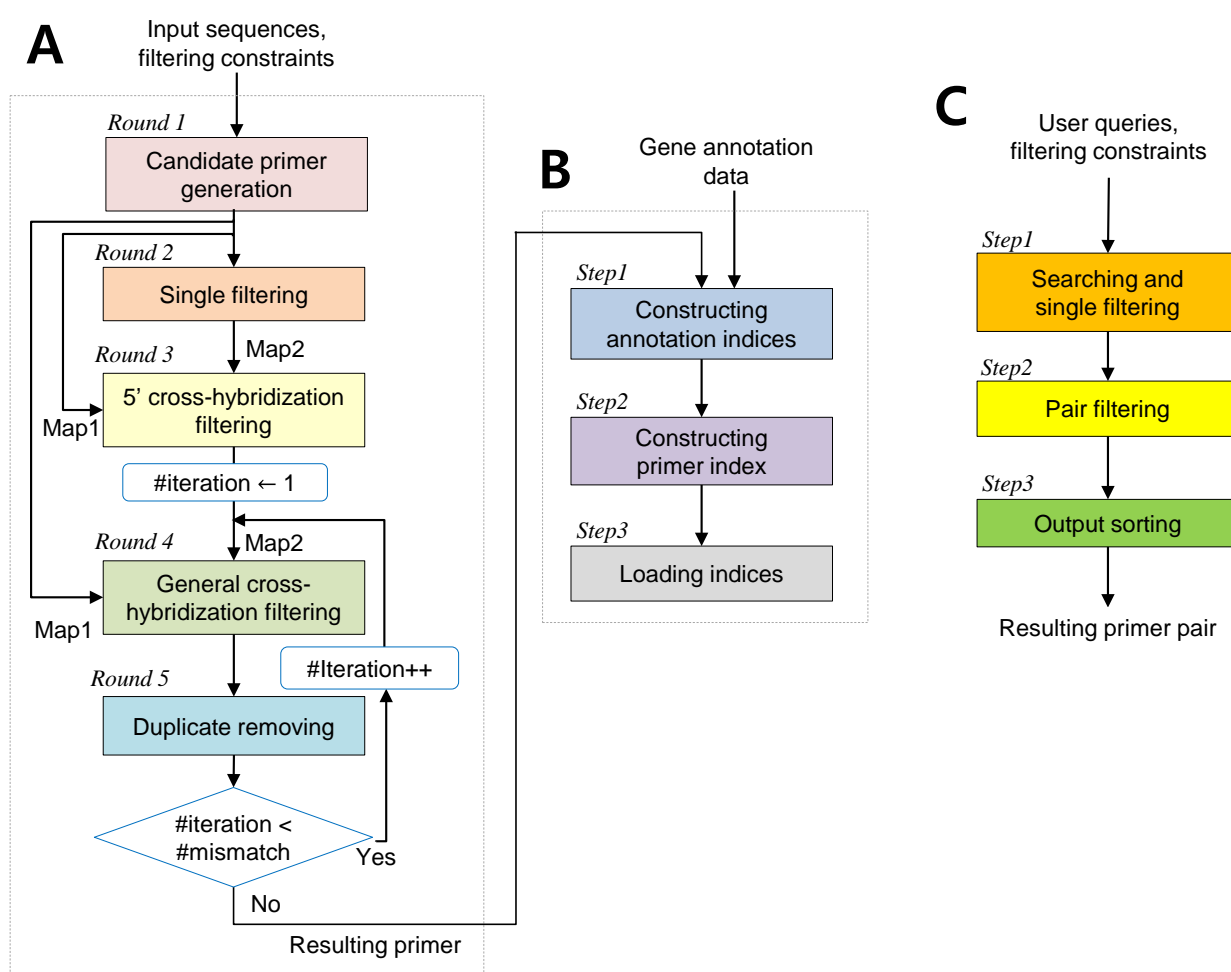 A
Input sequences,
filtering constraints
Round 1
Candidate primer
generation
Round 2
Single filtering
Map2
Round 3
5' cross-hybridization
filtering
Map1
#iteration ← 1
Map2
Round 4
General cross-
hybridization filtering
Map1
#Iteration++
Round 5
Duplicate removing
#iteration <
#mismatch
Yes
No
Resulting primer
B
Gene annotation
data
Step1
Constructing
annotation indices
Step2
Constructing
primer index
Step3
Loading indices
C
User queries,
filtering constraints
Step1
Searching and
single filtering
Step2
Pair filtering
Step3
Output sorting
Resulting primer pair